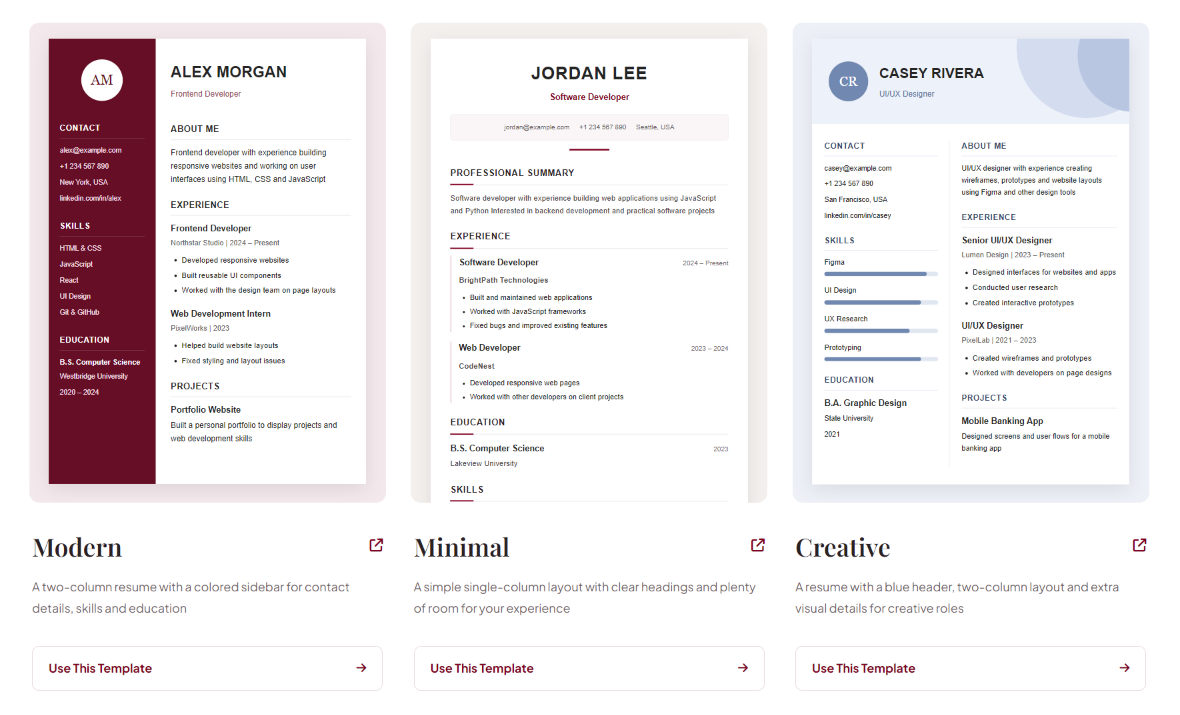 AM
ALEX MORGAN
Frontend Developer
CONTACT
alex@example.com
+1 234 567 890
New York, USA
linkedin.com/in/alex
SKILLS
HTML & CSS
JavaScript
React
UI Design
Git & GitHub
EDUCATION
B.S. Computer Science
Westbridge University
2020 – 2024
ABOUT ME
Frontend developer with experience building
responsive websites and working on user
interfaces using HTML, CSS and JavaScript
EXPERIENCE
Frontend Developer
Northstar Studio | 2024 – Present
• Developed responsive websites
• Built reusable UI components
• Worked with the design team on page layouts
Web Development Intern
PixelWorks | 2023
• Helped build website layouts
• Fixed styling and layout issues
PROJECTS
Portfolio Website
Built a personal portfolio to display projects and
web development skills
Modern
A two-column resume with a colored sidebar for contact
details, skills and education
Use This Template →
JORDAN LEE
Software Developer
jordan@example.com +1 234 567 890 Seattle, USA
PROFESSIONAL SUMMARY
Software developer with experience building web applications using JavaScript
and Python Interested in backend development and practical software projects
EXPERIENCE
Software Developer 2024 – Present
BrightPath Technologies
• Built and maintained web applications
• Worked with JavaScript frameworks
• Fixed bugs and improved existing features
Web Developer 2023 – 2024
CodeNest
• Developed responsive web pages
• Worked with other developers on client projects
EDUCATION
B.S. Computer Science 2023
Lakeview University
SKILLS
Minimal
A simple single-column layout with clear headings and plenty
of room for your experience
Use This Template →
CR
CASEY RIVERA
UI/UX Designer
CONTACT
casey@example.com
+1 234 567 890
San Francisco, USA
linkedin.com/in/casey
SKILLS
Figma
UI Design
UX Research
Prototyping
EDUCATION
B.A. Graphic Design
State University
2021
ABOUT ME
UI/UX designer with experience creating
wireframes, prototypes and website layouts
using Figma and other design tools
EXPERIENCE
Senior UI/UX Designer
Lumen Design | 2023 – Present
• Designed interfaces for websites and apps
• Conducted user research
• Created interactive prototypes
UI/UX Designer
PixelLab | 2021 – 2023
• Created wireframes and prototypes
• Worked with developers on page designs
PROJECTS
Mobile Banking App
Designed screens and user flows for a mobile
banking app
Creative
A resume with a blue header, two-column layout and extra
visual details for creative roles
Use This Template →